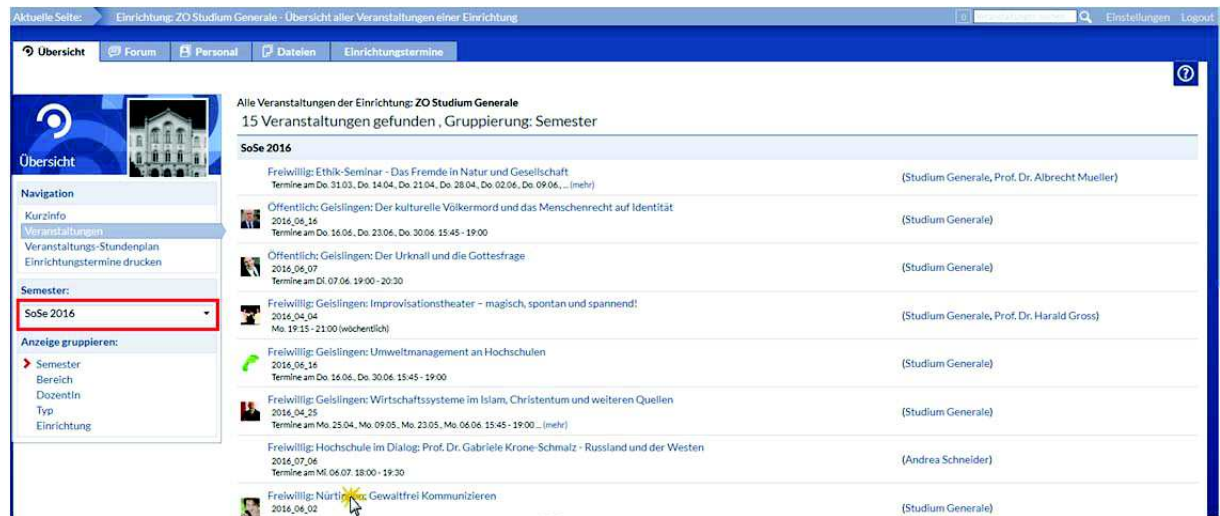 Aktuelle Seite: Einrichtung: ZO Studium Generale - Übersicht aller Veranstaltungen einer Einrichtung 0 Einstellungen Logout
Übersicht Forum Personal Dateien Einrichtungstermine
?
Übersicht
Navigation
Kurzinfo
Veranstaltungen
Veranstaltungs-Stundenplan
Einrichtungstermine drucken
Semester:
SoSe 2016
Anzeige gruppieren:
Semester
Bereich
DozentIn
Typ
Einrichtung
Alle Veranstaltungen der Einrichtung: ZO Studium Generale
15 Veranstaltungen gefunden , Gruppierung: Semester
SoSe 2016
Freiwillig: Ethik-Seminar - Das Fremde in Natur und Gesellschaft
Termine am Do. 31.03., Do. 14.04., Do. 21.04., Do. 28.04., Do. 02.06., Do. 09.06., ... (mehr)
(Studium Generale, Prof. Dr. Albrecht Mueller)
Öffentlich: Geislingen: Der kulturelle Völkermord und das Menschenrecht auf Identität
2016_06_16
Termine am Do. 16.06., Do. 23.06., Do. 30.06. 15:45 - 19:00
(Studium Generale)
Öffentlich: Geislingen: Der Urknall und die Gottesfrage
2016_06_07
Termine am Di. 07.06. 19:00 - 20:30
(Studium Generale)
Freiwillig: Geislingen: Improvisationstheater – magisch, spontan und spannend!
2016_04_04
Mo. 19:15 - 21:00 (wöchentlich)
(Studium Generale, Prof. Dr. Harald Gross)
Freiwillig: Geislingen: Umweltmanagement an Hochschulen
2016_06_16
Termine am Do. 16.06., Do. 30.06. 15:45 - 19:00
(Studium Generale)
Freiwillig: Geislingen: Wirtschaftssysteme im Islam, Christentum und weiteren Quellen
2016_04_25
Termine am Mo. 25.04., Mo. 09.05., Mo. 23.05., Mo. 06.06. 15:45 - 19:00 ... (mehr)
(Studium Generale)
Freiwillig: Hochschule im Dialog: Prof. Dr. Gabriele Krone-Schmalz - Russland und der Westen
2016_07_06
Termine am Mi. 06.07. 18:00 - 19:30
(Andrea Schneider)
Freiwillig: Gewaltfrei Kommunizieren
2016_06_02
(Studium Generale)